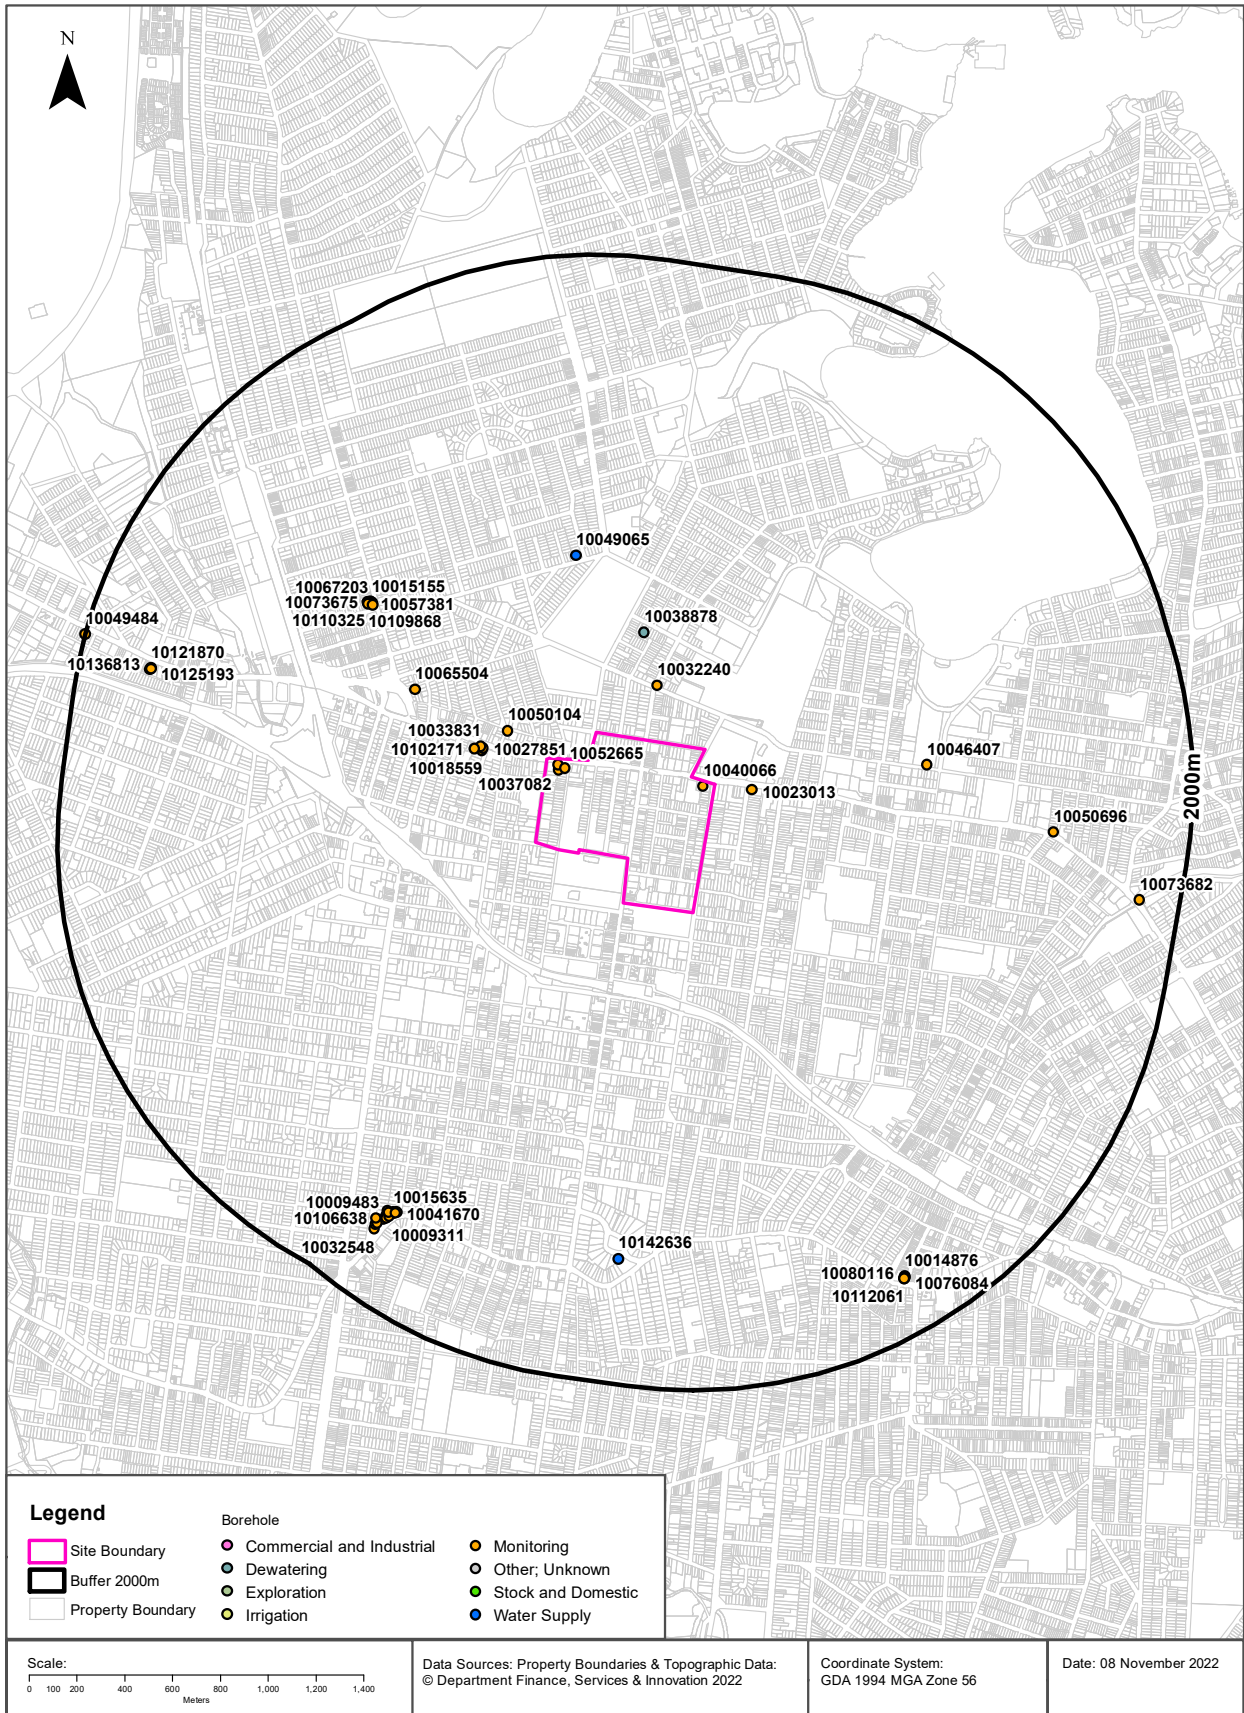 N
10049065
10067203 10015155
10073675 10057381
10110325 10109868
10038878
10049484
10121870
10136813
10125193
10065504
10032240
10050104
10033831
10102171
10027851
10052665
10018559
10037082
10040066
10023013
10046407
2000m
10050696
10073682
10009483 10015635
10106638 10041670
10032548 10009311
10142636
10014876
10080116
10076084
10112061
Legend
Site Boundary
Buffer 2000m
Property Boundary
Borehole
Commercial and Industrial
Dewatering
Exploration
Irrigation
Monitoring
Other; Unknown
Stock and Domestic
Water Supply
Scale:
0 100 200 400 600 800 1,000 1,200 1,400
Meters
Data Sources: Property Boundaries & Topographic Data:
© Department Finance, Services & Innovation 2022
Coordinate System:
GDA 1994 MGA Zone 56
Date: 08 November 2022